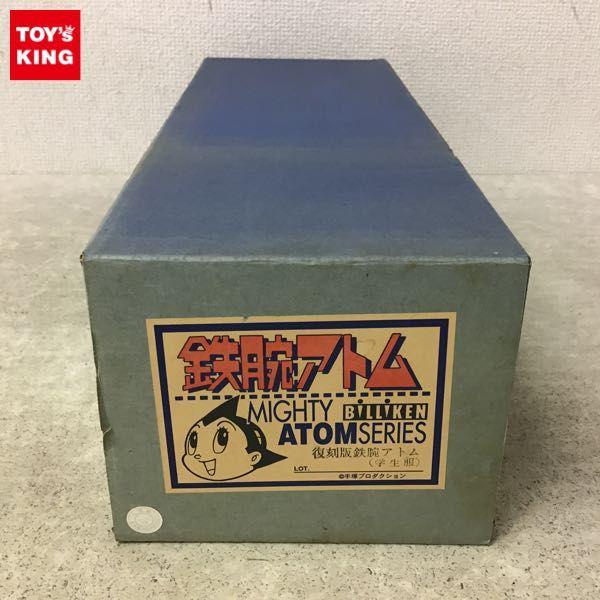 TOY'S
KING
鉄腕アトム
MIGHTY BILLIKEN
ATOM SERIES
復刻版鉄腕アトム
(学生服)
LOT.
©手塚プロダクション